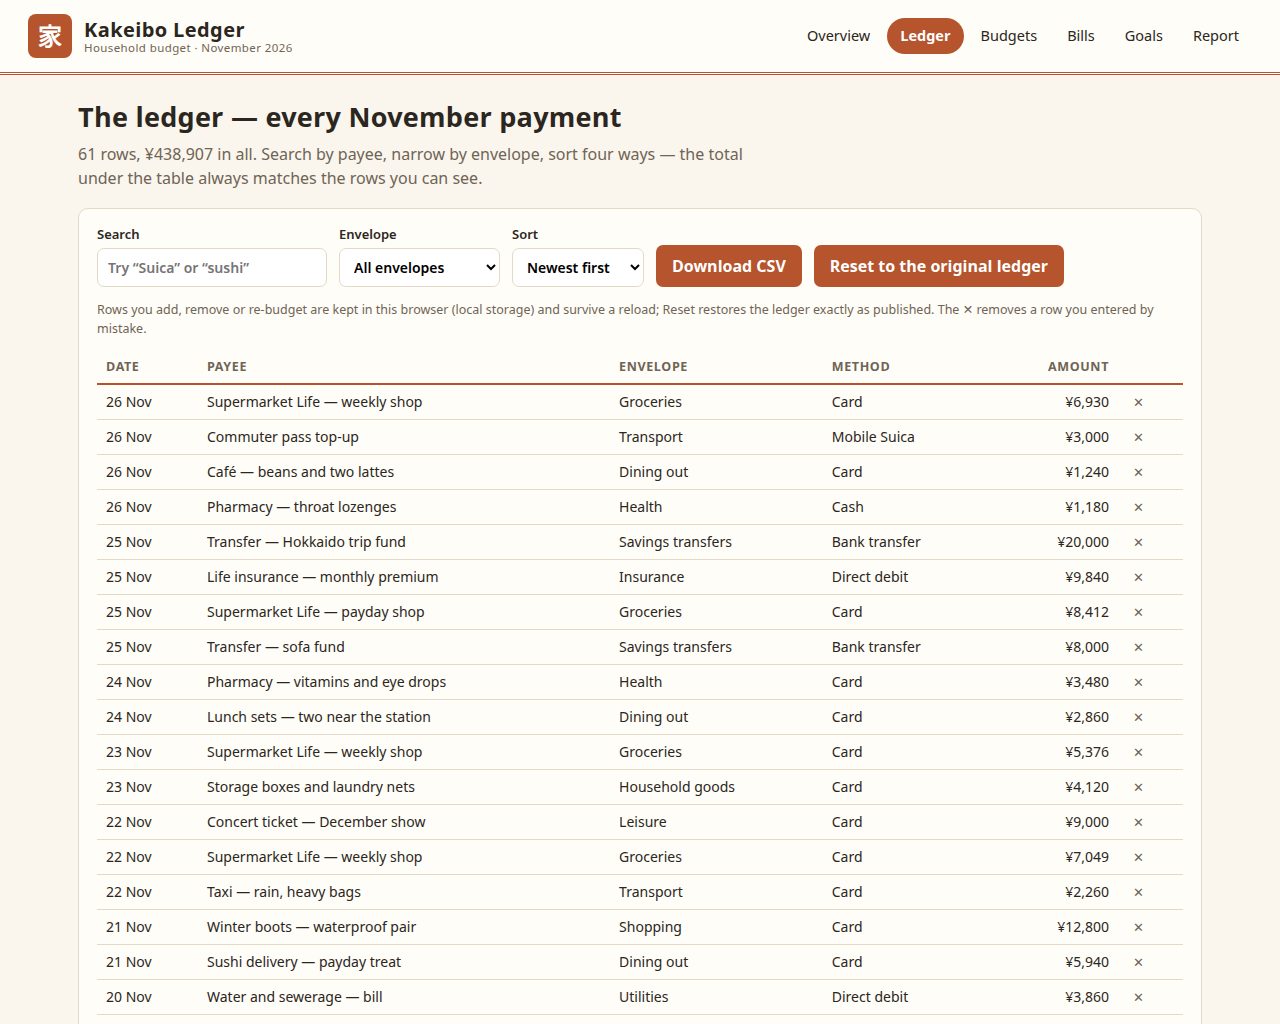 家
Kakeibo Ledger
Household budget · November 2026
Overview Ledger Budgets Bills Goals Report
The ledger — every November payment
61 rows, ¥438,907 in all. Search by payee, narrow by envelope, sort four ways — the total
under the table always matches the rows you can see.
Search Envelope Sort
Try “Suica” or “sushi” All envelopes Newest first Download CSV Reset to the original ledger
Rows you add, remove or re-budget are kept in this browser (local storage) and survive a reload; Reset restores the ledger exactly as published. The ✕ removes a row you entered by
mistake.
DATE PAYEE ENVELOPE METHOD AMOUNT
26 Nov Supermarket Life — weekly shop Groceries Card ¥6,930 ✕
26 Nov Commuter pass top-up Transport Mobile Suica ¥3,000 ✕
26 Nov Café — beans and two lattes Dining out Card ¥1,240 ✕
26 Nov Pharmacy — throat lozenges Health Cash ¥1,180 ✕
25 Nov Transfer — Hokkaido trip fund Savings transfers Bank transfer ¥20,000 ✕
25 Nov Life insurance — monthly premium Insurance Direct debit ¥9,840 ✕
25 Nov Supermarket Life — payday shop Groceries Card ¥8,412 ✕
25 Nov Transfer — sofa fund Savings transfers Bank transfer ¥8,000 ✕
24 Nov Pharmacy — vitamins and eye drops Health Card ¥3,480 ✕
24 Nov Lunch sets — two near the station Dining out Card ¥2,860 ✕
23 Nov Supermarket Life — weekly shop Groceries Card ¥5,376 ✕
23 Nov Storage boxes and laundry nets Household goods Card ¥4,120 ✕
22 Nov Concert ticket — December show Leisure Card ¥9,000 ✕
22 Nov Supermarket Life — weekly shop Groceries Card ¥7,049 ✕
22 Nov Taxi — rain, heavy bags Transport Card ¥2,260 ✕
21 Nov Winter boots — waterproof pair Shopping Card ¥12,800 ✕
21 Nov Sushi delivery — payday treat Dining out Card ¥5,940 ✕
20 Nov Water and sewerage — bill Utilities Direct debit ¥3,860 ✕